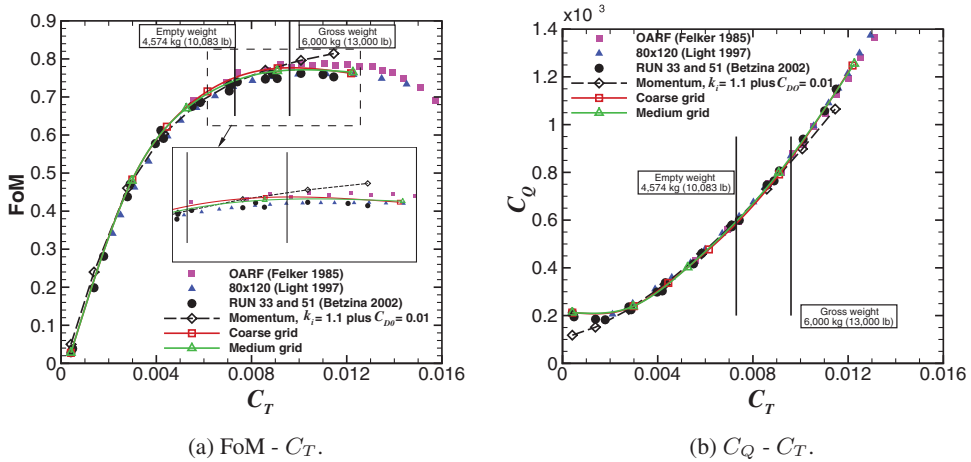 0.9
0.8
0.7
0.6
0.5
0.4
0.3
0.2
0.1
0
FoM
Empty weight
4,574 kg (10,083 lb)
Gross weight
6,000 kg (13,000 lb)
OARF (Felker 1985)
80x120 (Light 1997)
RUN 33 and 51 (Betzina 2002)
Momentum, k_i = 1.1 plus C_D0 = 0.01
Coarse grid
Medium grid
0 0.004 0.008 0.012 0.016
C_T
(a) FoM - C_T.
×10⁻³
1.4
1.2
1.0
0.8
0.6
0.4
0.2
0.0
C_Q
OARF (Felker 1985)
80x120 (Light 1997)
RUN 33 and 51 (Betzina 2002)
Momentum, k_i = 1.1 plus C_D0 = 0.01
Coarse grid
Medium grid
Empty weight
4,574 kg (10,083 lb)
Gross weight
6,000 kg (13,000 lb)
0 0.004 0.008 0.012 0.016
C_T
(b) C_Q - C_T.